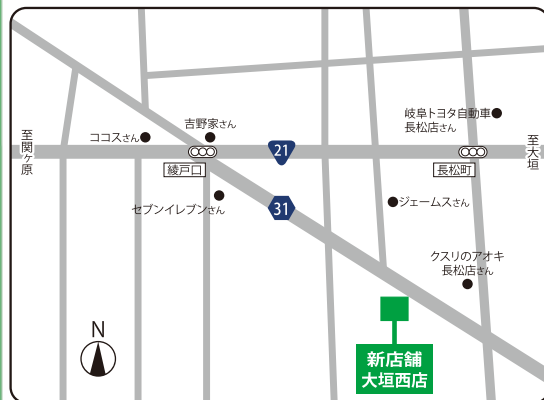 吉野家さん
ココスさん
岐阜トヨタ自動車
長松店さん
至関ヶ原
21
至大垣
綾戸口
長松町
セブンイレブンさん
31
ジェームスさん
クスリのアオキ
長松店さん
N
新店舗
大垣西店